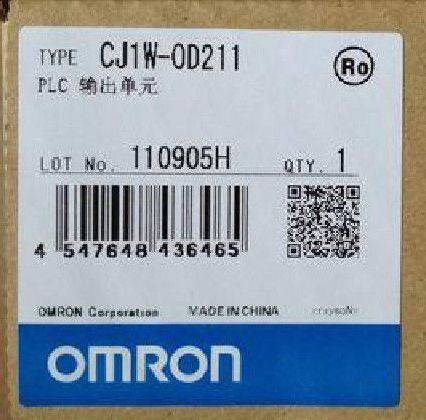 TYPE CJ1W-OD211
Ro
PLC 输出单元
LOT No. 110905H QTY. 1
4 547648 436465
OMRON Corporation MADE IN CHINA
OMRON